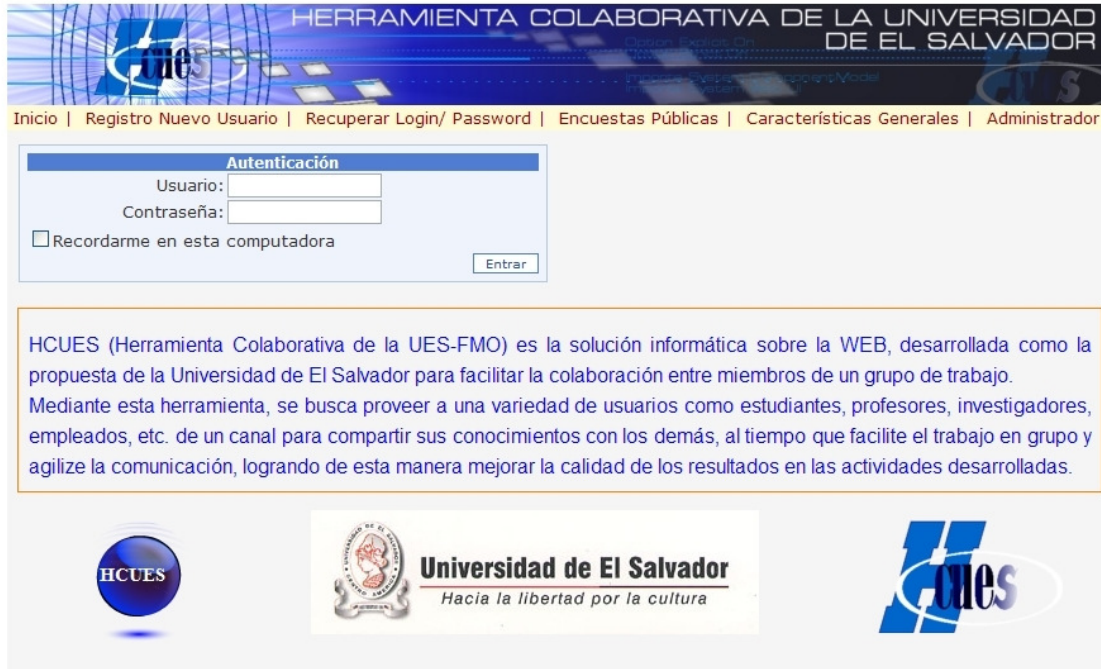 HERRAMIENTA COLABORATIVA DE LA UNIVERSIDAD
DE EL SALVADOR
Hcues
Option Explicit On
Inicio | Registro Nuevo Usuario | Recuperar Login/ Password | Encuestas Públicas | Características Generales | Administrador
Autenticación
Usuario:
Contraseña:
Recordarme en esta computadora
Entrar
HCUES (Herramienta Colaborativa de la UES-FMO) es la solución informática sobre la WEB, desarrollada como la
propuesta de la Universidad de El Salvador para facilitar la colaboración entre miembros de un grupo de trabajo.
Mediante esta herramienta, se busca proveer a una variedad de usuarios como estudiantes, profesores, investigadores,
empleados, etc. de un canal para compartir sus conocimientos con los demás, al tiempo que facilite el trabajo en grupo y
agilize la comunicación, logrando de esta manera mejorar la calidad de los resultados en las actividades desarrolladas.
HCUES
Universidad de El Salvador
Hacia la libertad por la cultura
Hcues